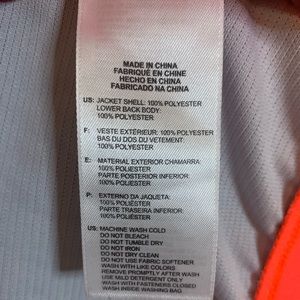 MADE IN CHINA
FABRIQUÉ EN CHINE
HECHO EN CHINA
FABRICADO NA CHINA
US: JACKET SHELL: 100% POLYESTER
LOWER BACK BODY:
100% POLYESTER
F: VESTE EXTÉRIEUR: 100% POLYESTER
BAS DU DOS DU VETEMENT:
100% POLYESTER
E: MATERIAL EXTERIOR CHAMARRA:
100% POLIESTER
PARTE POSTERIOR INFERIOR:
100% POLIESTER
P: EXTERNO DA JAQUETA:
100% POLIESTER
PARTE TRASEIRA INFERIOR:
100% POLIESTER
US: MACHINE WASH COLD
DO NOT BLEACH
DO NOT TUMBLE DRY
DO NOT IRON
DO NOT DRY CLEAN
DO NOT USE FABRIC SOFTENER
WASH WITH LIKE COLORS
REMOVE PROMPTLY AFTER WASH
USE MILD DETERGENT ONLY
WASH WITH FASTENERS CLOSED
WASH INSIDE WASHING BAG